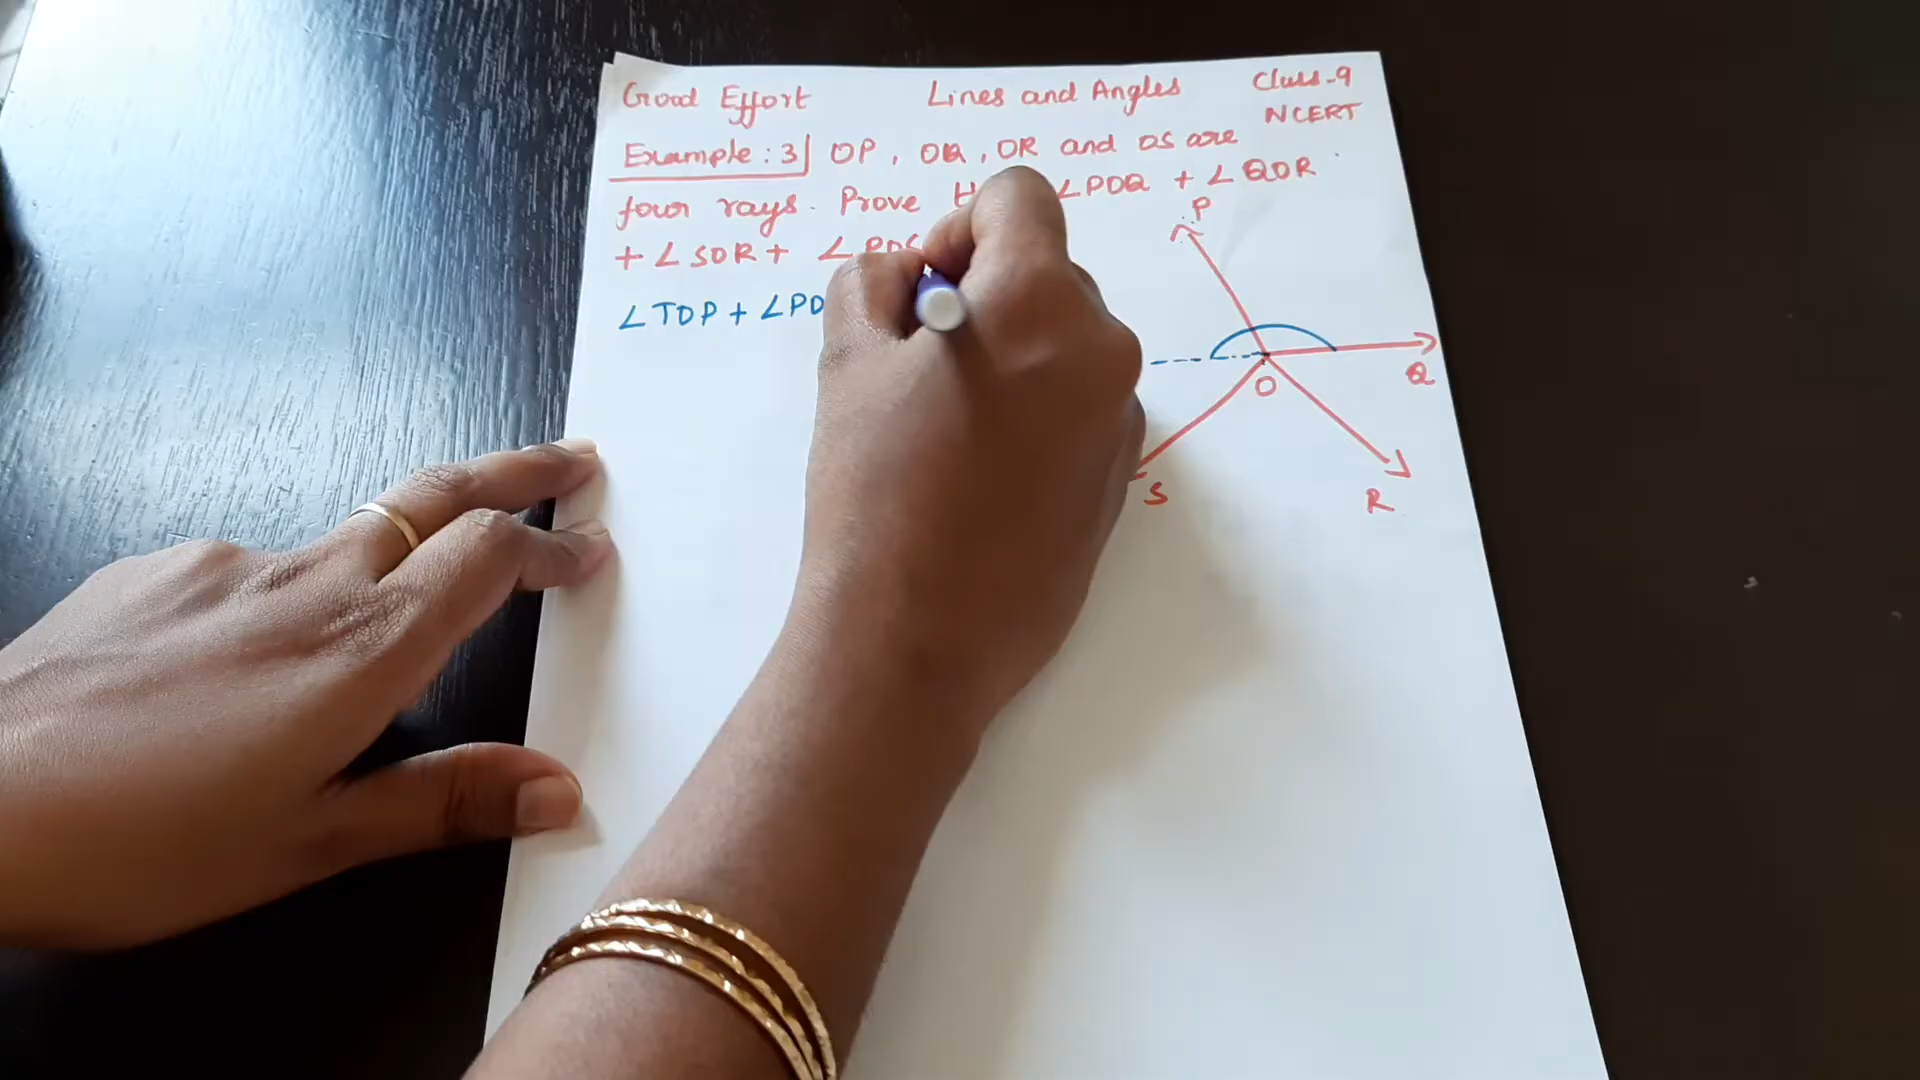 Good Effort Lines and Angles Class-9
NCERT
Example: 3 OP, OQ, OR and OS are
four rays. Prove ∠POQ + ∠QOR
+ ∠SOR +
∠TOP +
P
Q
O
S
R